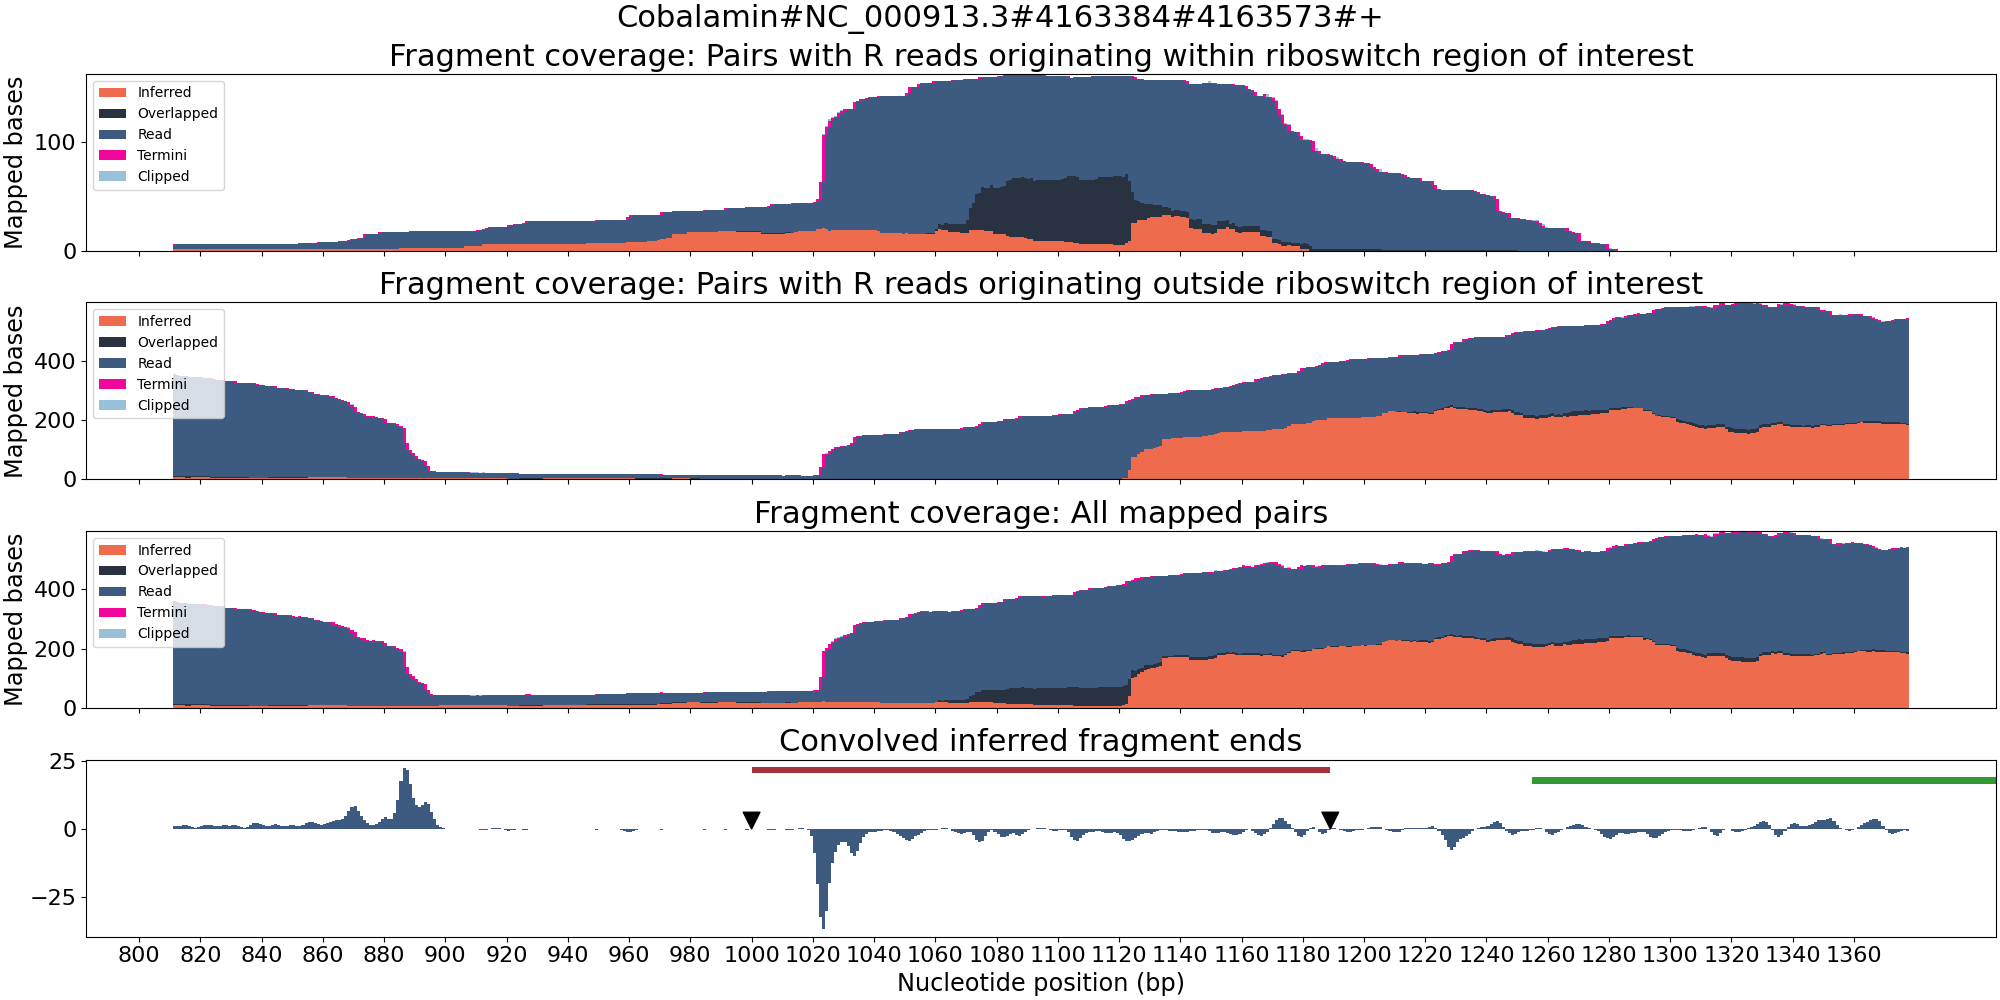 Cobalamin#NC_000913.3#4163384#4163573#+
Fragment coverage: Pairs with R reads originating within riboswitch region of interest
Mapped bases
100
0
Inferred
Overlapped
Read
Termini
Clipped
Fragment coverage: Pairs with R reads originating outside riboswitch region of interest
Mapped bases
400
200
0
Inferred
Overlapped
Read
Termini
Clipped
Fragment coverage: All mapped pairs
Mapped bases
400
200
0
Inferred
Overlapped
Read
Termini
Clipped
Convolved inferred fragment ends
25
0
−25
800 820 840 860 880 900 920 940 960 980 1000 1020 1040 1060 1080 1100 1120 1140 1160 1180 1200 1220 1240 1260 1280 1300 1320 1340 1360
Nucleotide position (bp)